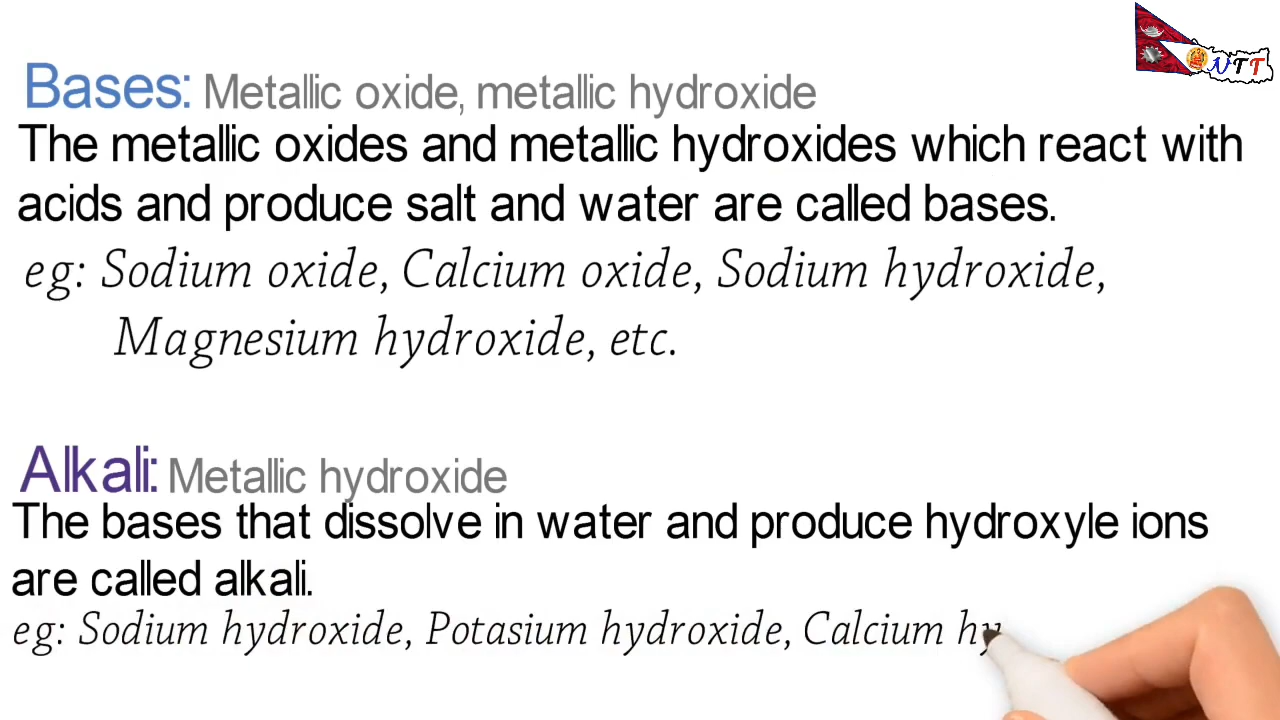 NTT
Bases: Metallic oxide, metallic hydroxide
The metallic oxides and metallic hydroxides which react with
acids and produce salt and water are called bases.
eg: Sodium oxide, Calcium oxide, Sodium hydroxide,
Magnesium hydroxide, etc.
Alkali: Metallic hydroxide
The bases that dissolve in water and produce hydroxyle ions
are called alkali.
eg: Sodium hydroxide, Potasium hydroxide, Calcium hy